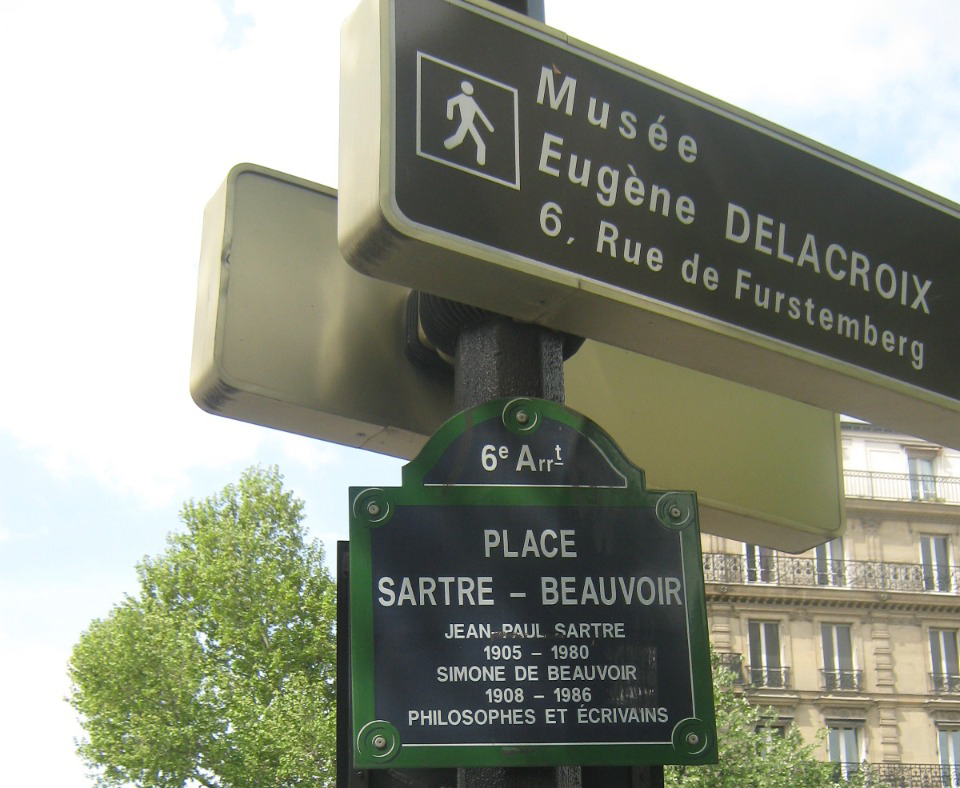 Musée
Eugène DELACROIX
6, Rue de Furstemberg
6e Arrt
PLACE
SARTRE – BEAUVOIR
JEAN-PAUL SARTRE
1905 – 1980
SIMONE DE BEAUVOIR
1908 – 1986
PHILOSOPHES ET ÉCRIVAINS